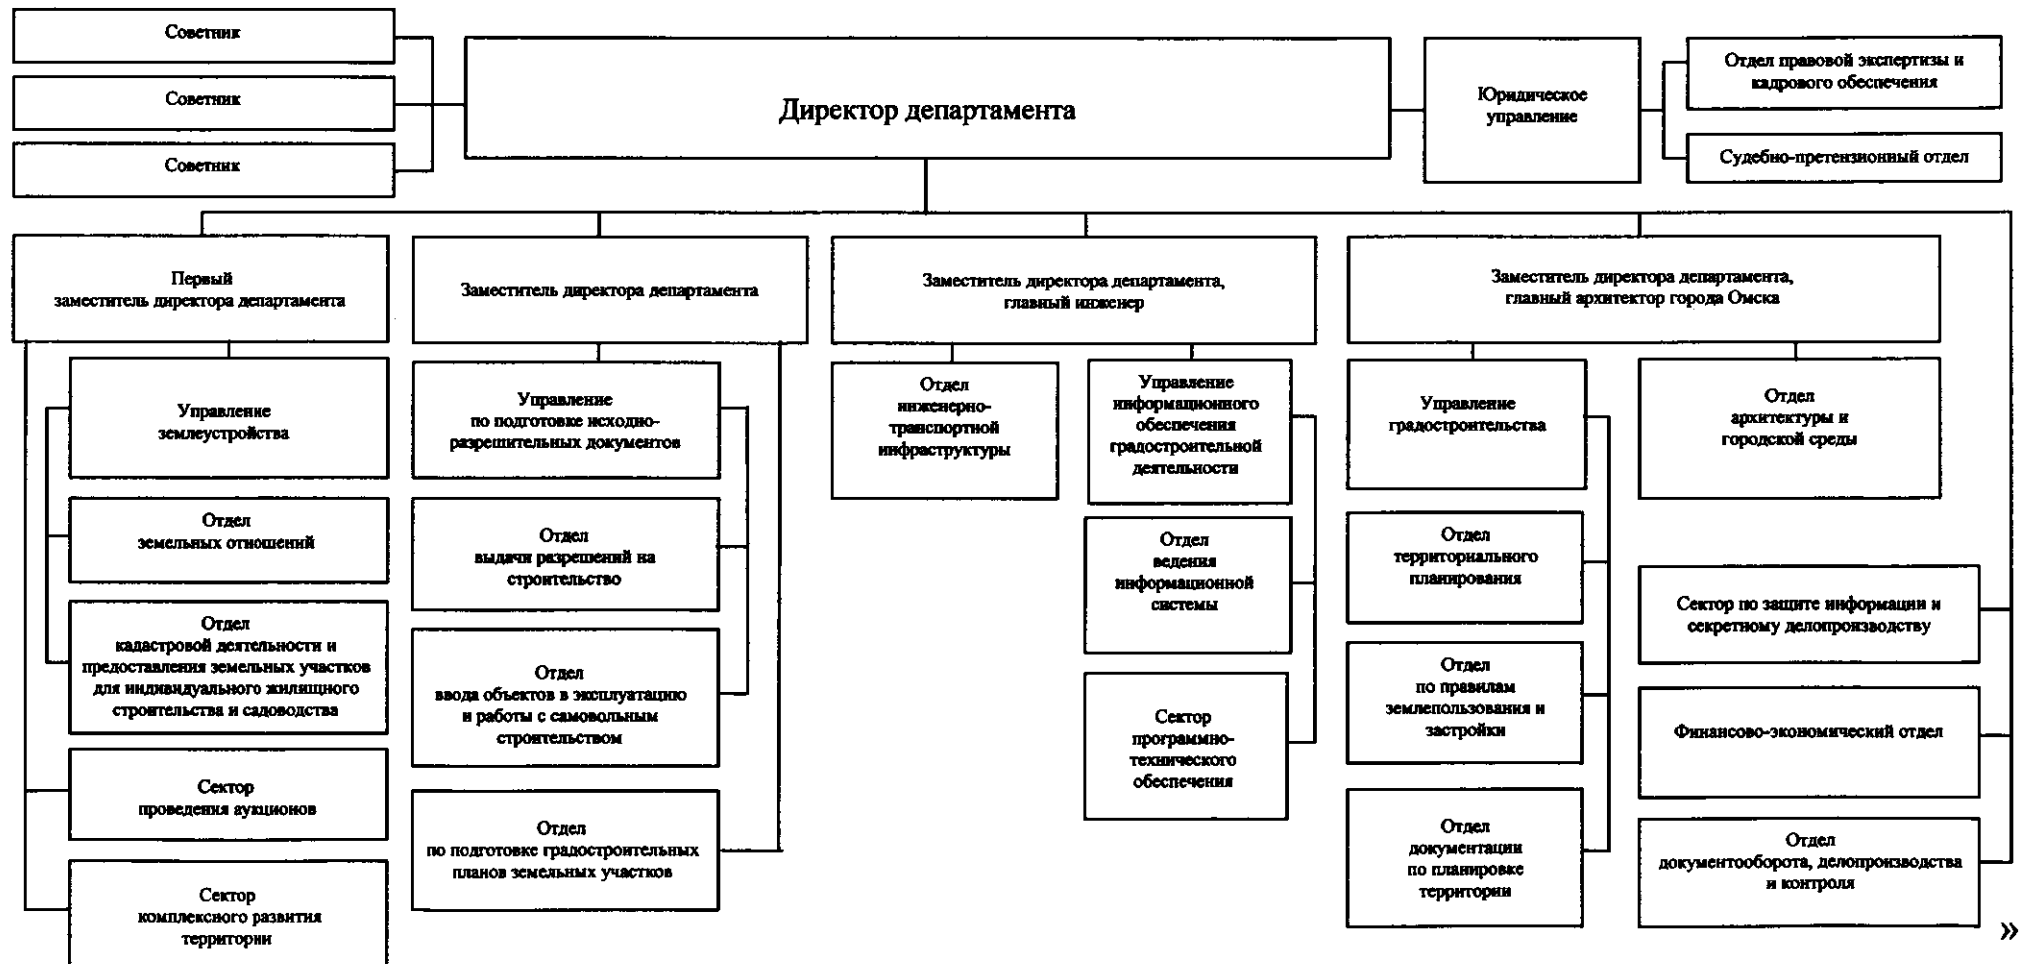 Советник
Советник
Советник
Директор департамента
Юридическое
управление
Отдел правовой экспертизы и
кадрового обеспечения
Судебно-претензионный отдел
Первый
заместитель директора департамента
Управление
землеустройства
Отдел
земельных отношений
Отдел
кадастровой деятельности и
предоставления земельных участков
для индивидуального жилищного
строительства и садоводства
Сектор
проведения аукционов
Сектор
комплексного развития
территории
Заместитель директора департамента
Управление
по подготовке исходно-
разрешительных документов
Отдел
выдачи разрешений на
строительство
Отдел
ввода объектов в эксплуатацию
и работы с самовольным
строительством
Отдел
по подготовке градостроительных
планов земельных участков
Заместитель директора департамента,
главный инженер
Отдел
инженерно-
транспортной
инфраструктуры
Управление
информационного
обеспечения
градостроительной
деятельности
Отдел
ведения
информационной
системы
Сектор
программно-
технического
обеспечения
Заместитель директора департамента,
главный архитектор города Омска
Управление
градостроительства
Отдел
территориального
планирования
Отдел
по правилам
землепользования и
застройки
Отдел
документации
по планировке
территории
Отдел
архитектуры и
городской среды
Сектор по защите информации и
секретному делопроизводству
Финансово-экономический отдел
Отдел
документооборота, делопроизводства
и контроля
»